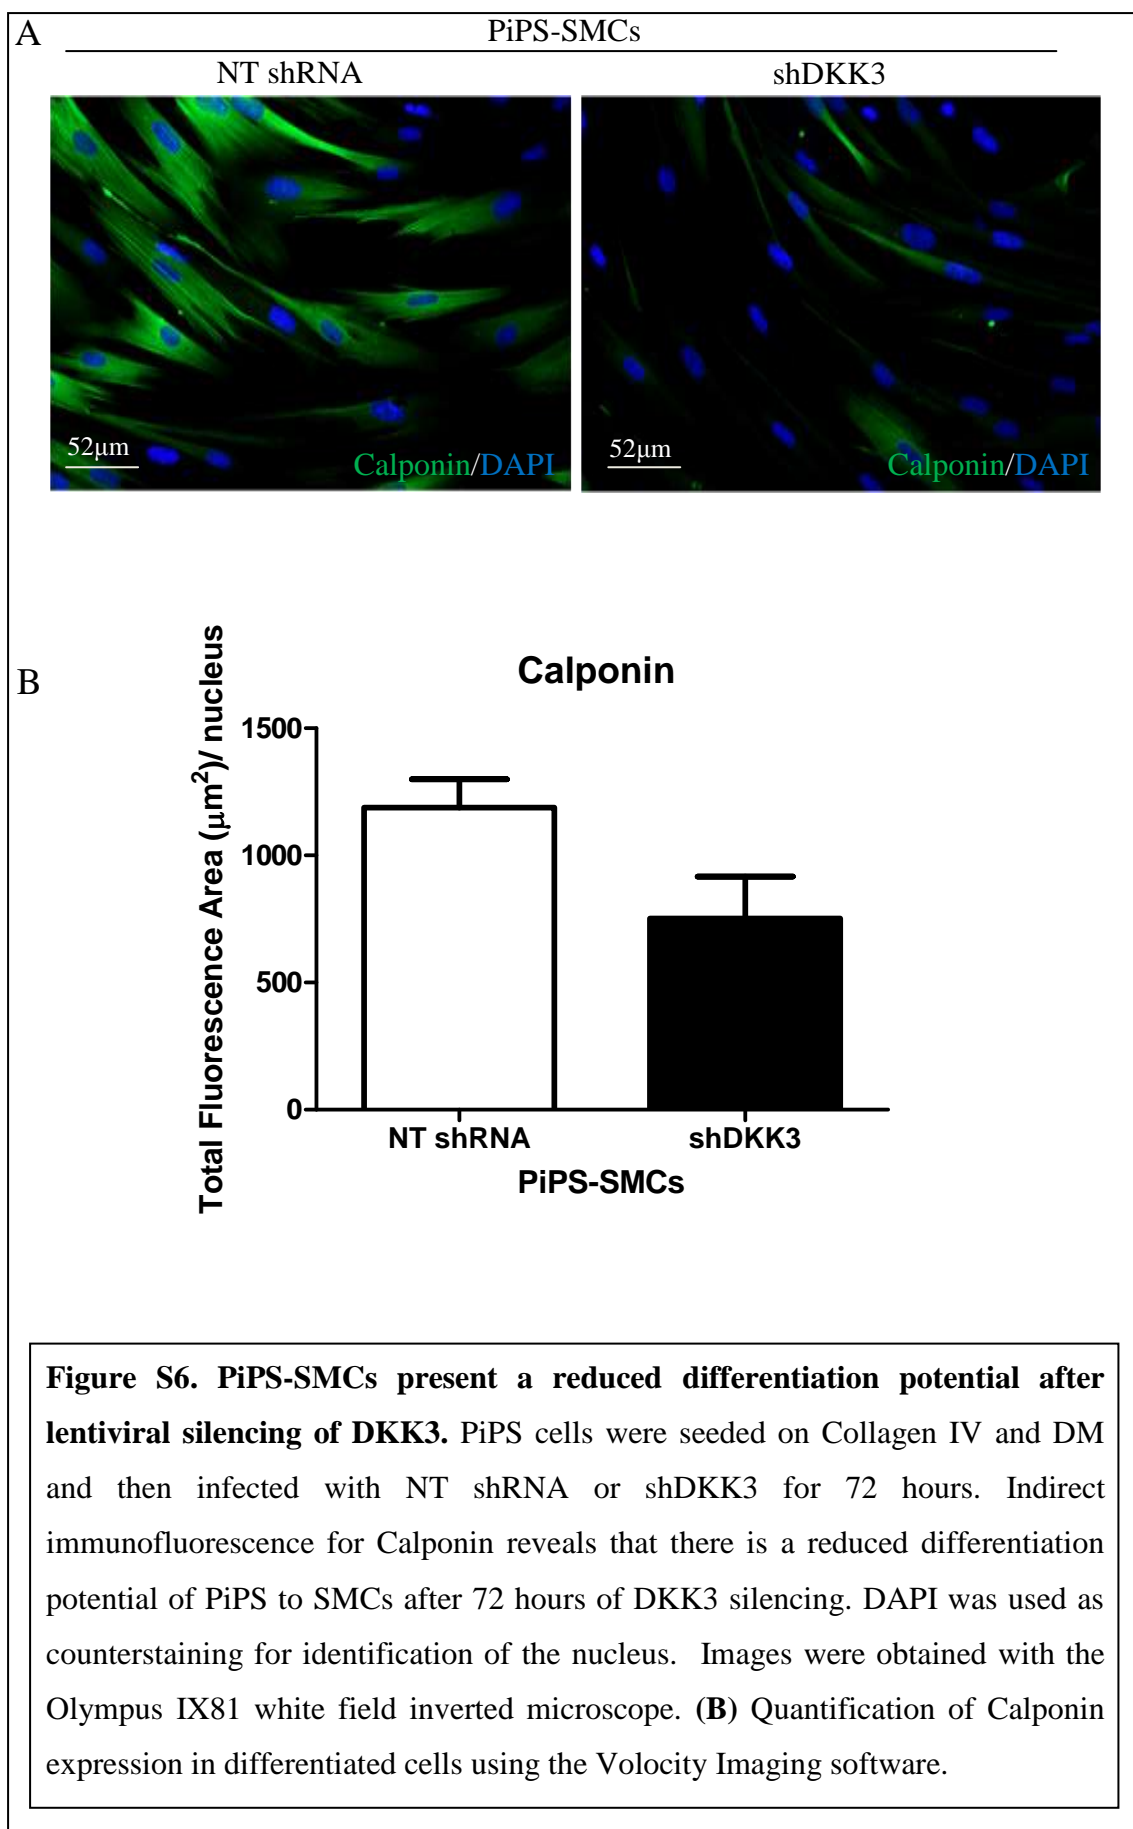 A
PiPS-SMCs
NT shRNA
shDKK3
52μm
Calponin/DAPI
52μm
Calponin/DAPI
B
Calponin
Total Fluorescence Area (μm²)/ nucleus
1500
1000
500
0
NT shRNA
shDKK3
PiPS-SMCs
Figure S6. PiPS-SMCs present a reduced differentiation potential after
lentiviral silencing of DKK3. PiPS cells were seeded on Collagen IV and DM
and then infected with NT shRNA or shDKK3 for 72 hours. Indirect
immunofluorescence for Calponin reveals that there is a reduced differentiation
potential of PiPS to SMCs after 72 hours of DKK3 silencing. DAPI was used as
counterstaining for identification of the nucleus. Images were obtained with the
Olympus IX81 white field inverted microscope. (B) Quantification of Calponin
expression in differentiated cells using the Volocity Imaging software.